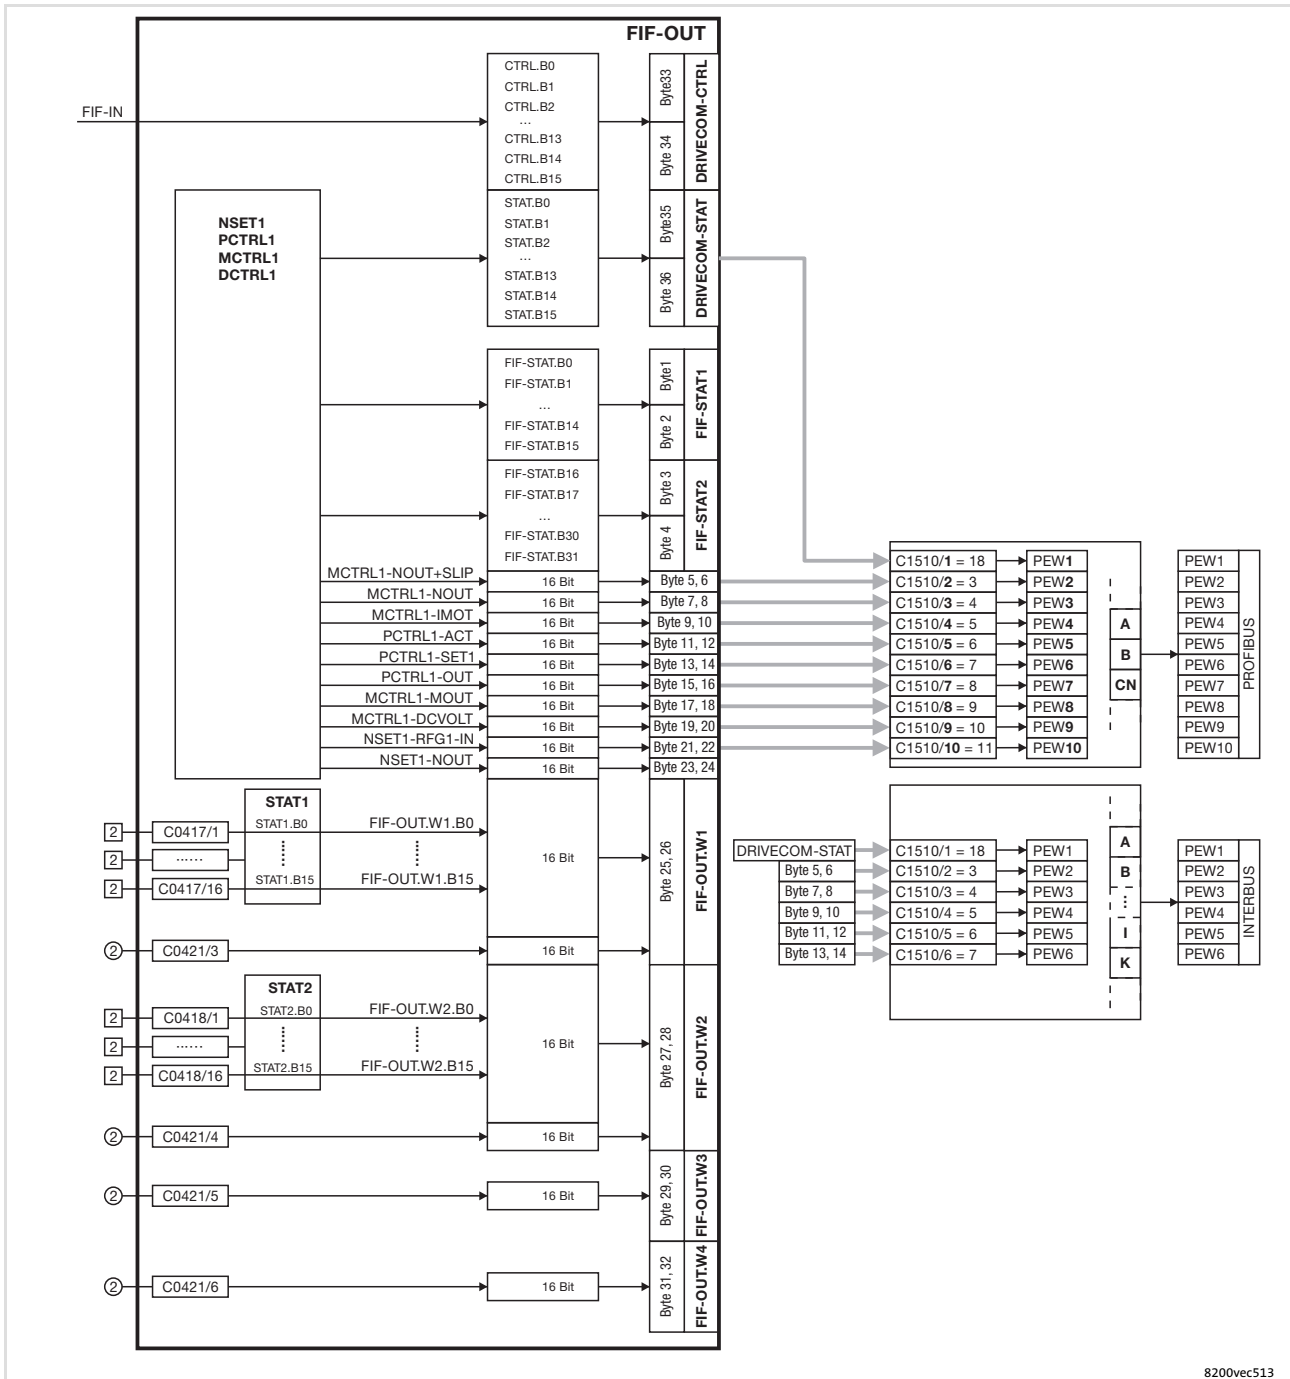 FIF-OUT
FIF-IN
CTRL.B0
CTRL.B1
CTRL.B2
...
CTRL.B13
CTRL.B14
CTRL.B15
Byte33
Byte 34
DRIVECOM-CTRL
NSET1
PCTRL1
MCTRL1
DCTRL1
STAT.B0
STAT.B1
STAT.B2
...
STAT.B13
STAT.B14
STAT.B15
Byte35
Byte 36
DRIVECOM-STAT
FIF-STAT.B0
FIF-STAT.B1
...
FIF-STAT.B14
FIF-STAT.B15
Byte1
Byte 2
FIF-STAT1
FIF-STAT.B16
FIF-STAT.B17
...
FIF-STAT.B30
FIF-STAT.B31
Byte 3
Byte 4
FIF-STAT2
MCTRL1-NOUT+SLIP 16 Bit Byte 5, 6
MCTRL1-NOUT 16 Bit Byte 7, 8
MCTRL1-IMOT 16 Bit Byte 9, 10
PCTRL1-ACT 16 Bit Byte 11, 12
PCTRL1-SET1 16 Bit Byte 13, 14
PCTRL1-OUT 16 Bit Byte 15, 16
MCTRL1-MOUT 16 Bit Byte 17, 18
MCTRL1-DCVOLT 16 Bit Byte 19, 20
NSET1-RFG1-IN 16 Bit Byte 21, 22
NSET1-NOUT 16 Bit Byte 23, 24
C1510/1 = 18 PEW1
C1510/2 = 3 PEW2
C1510/3 = 4 PEW3
C1510/4 = 5 PEW4
C1510/5 = 6 PEW5
C1510/6 = 7 PEW6
C1510/7 = 8 PEW7
C1510/8 = 9 PEW8
C1510/9 = 10 PEW9
C1510/10 = 11 PEW10
A
B
CN
PEW1
PEW2
PEW3
PEW4
PEW5
PEW6
PEW7
PEW8
PEW9
PEW10
PROFIBUS
STAT1
2 C0417/1 STAT1.B0 FIF-OUT.W1.B0
2 ......
2 C0417/16 STAT1.B15 FIF-OUT.W1.B15
16 Bit
2 C0421/3 16 Bit
Byte 25, 26
FIF-OUT.W1
DRIVECOM-STAT C1510/1 = 18 PEW1
Byte 5, 6 C1510/2 = 3 PEW2
Byte 7, 8 C1510/3 = 4 PEW3
Byte 9, 10 C1510/4 = 5 PEW4
Byte 11, 12 C1510/5 = 6 PEW5
Byte 13, 14 C1510/6 = 7 PEW6
A
B
...
I
K
PEW1
PEW2
PEW3
PEW4
PEW5
PEW6
INTERBUS
STAT2
2 C0418/1 STAT2.B0 FIF-OUT.W2.B0
2 ......
2 C0418/16 STAT2.B15 FIF-OUT.W2.B15
16 Bit
2 C0421/4 16 Bit
Byte 27, 28
FIF-OUT.W2
2 C0421/5 16 Bit
Byte 29, 30
FIF-OUT.W3
2 C0421/6 16 Bit
Byte 31, 32
FIF-OUT.W4
8200vec513